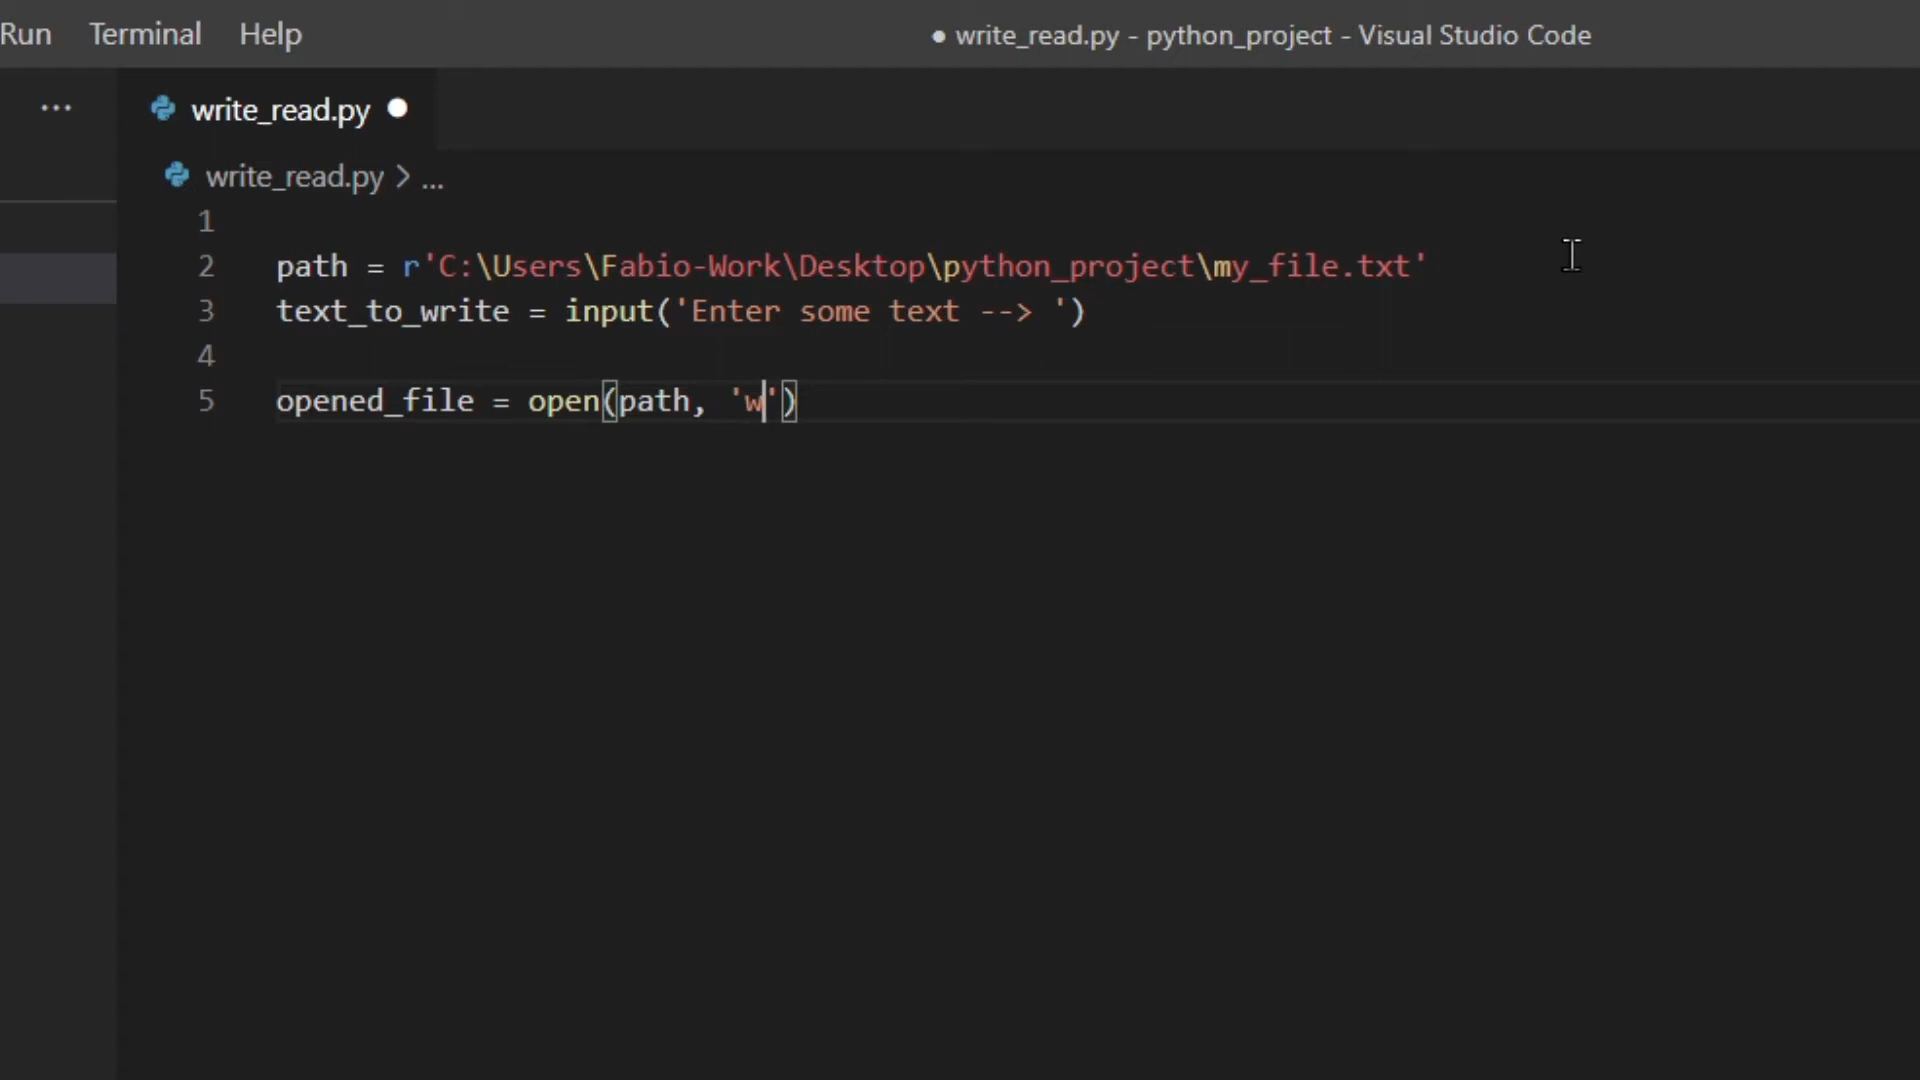 Run Terminal Help
● write_read.py - python_project - Visual Studio Code
... write_read.py ●
write_read.py > ...
1
2 path = r'C:\Users\Fabio-Work\Desktop\python_project\my_file.txt'
3 text_to_write = input('Enter some text --> ')
4
5 opened_file = open(path, 'w')